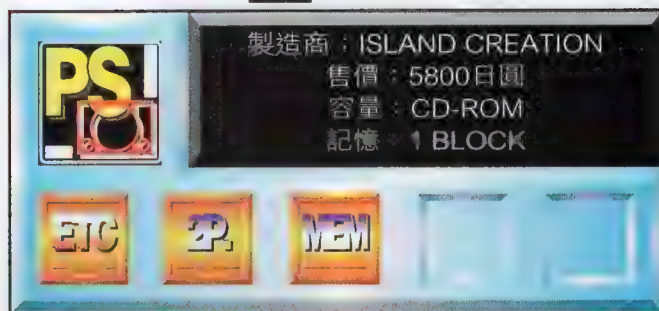 PS
製造商：ISLAND CREATION
售價：5800日圓
容量：CD-ROM
記憶：1 BLOCK
ETC
2P.
MEM